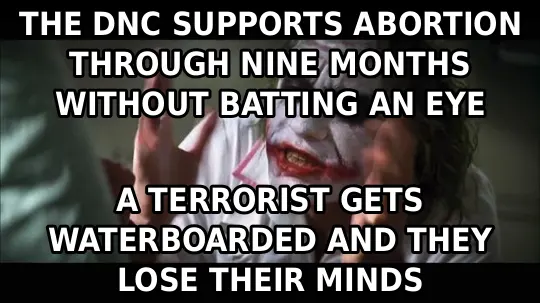 THE DNC SUPPORTS ABORTION
THROUGH NINE MONTHS
WITHOUT BATTING AN EYE
A TERRORIST GETS
WATERBOARDED AND THEY
LOSE THEIR MINDS